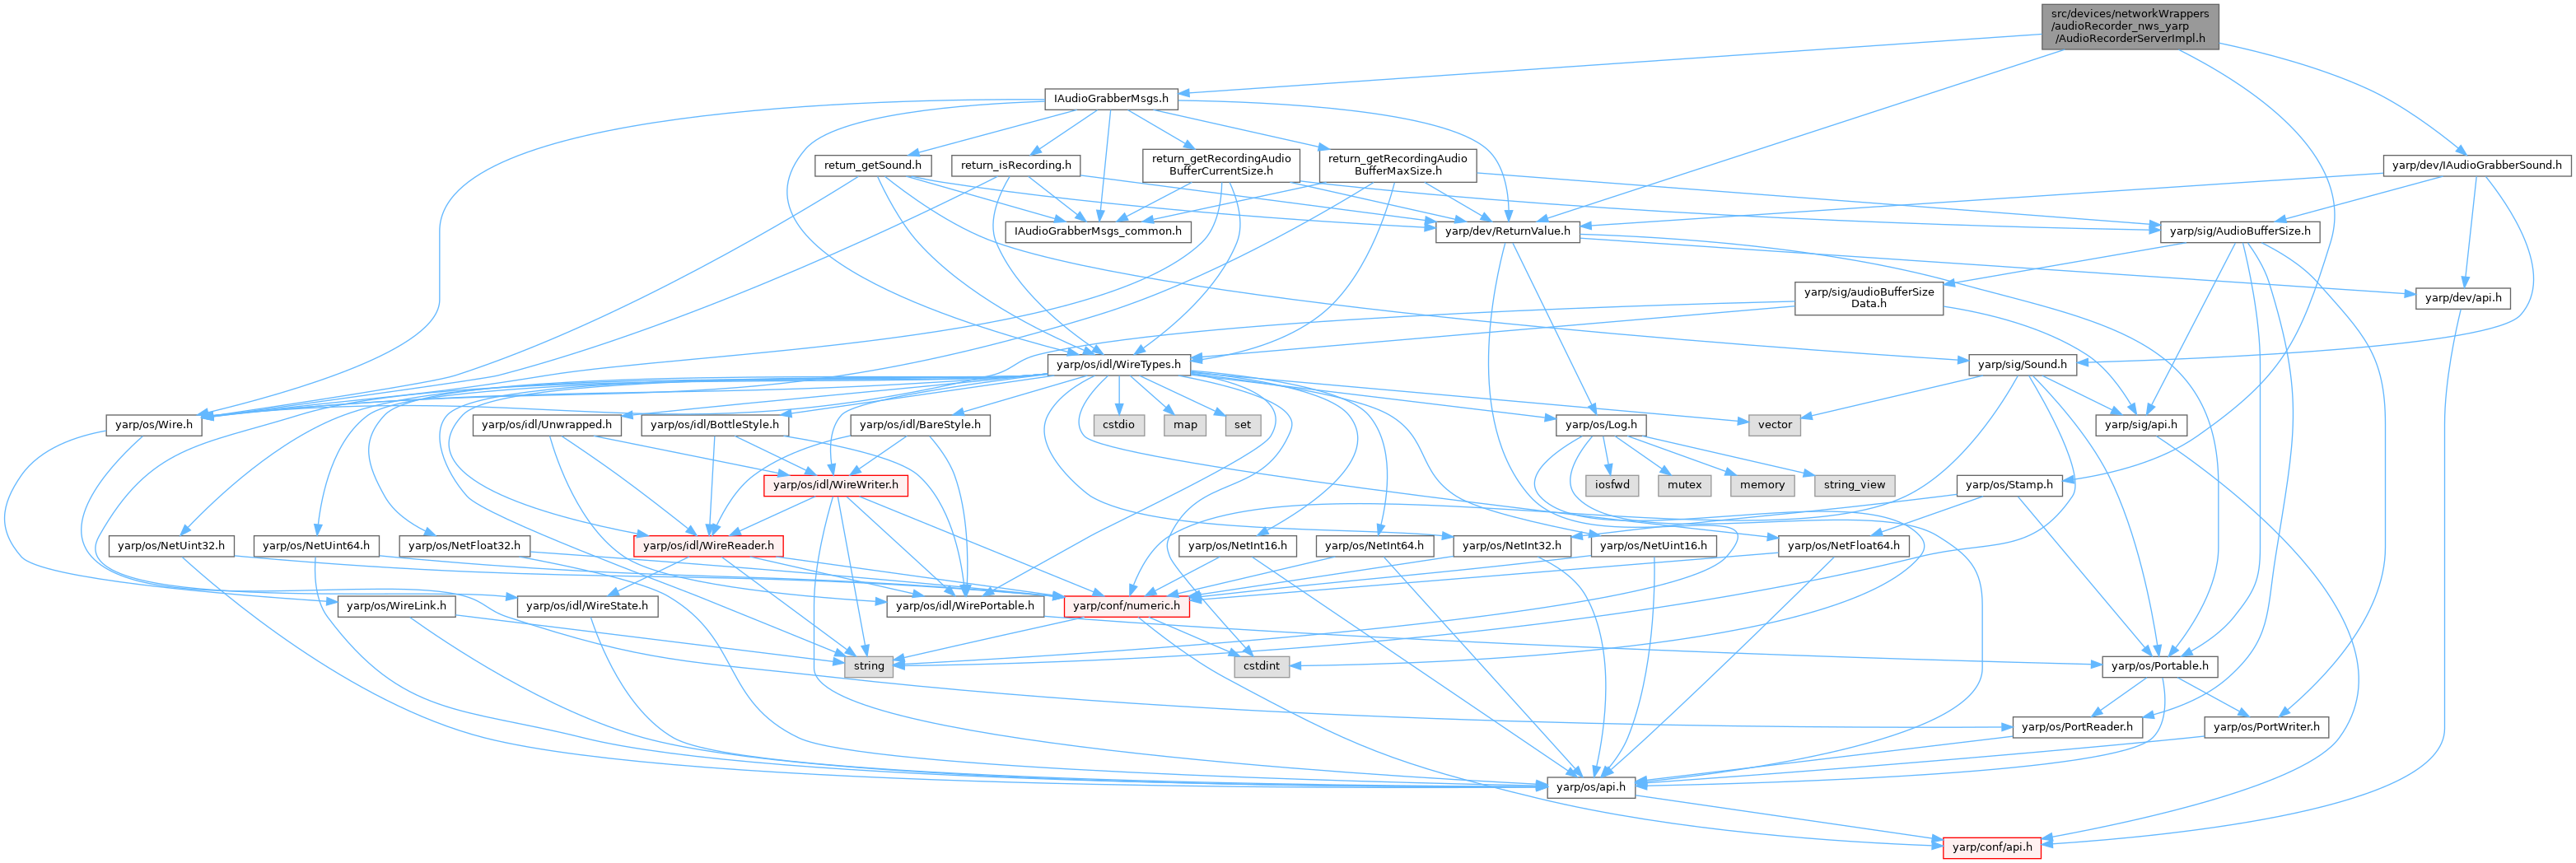 src/devices/networkWrappers
/audioRecorder_nws_yarp
/AudioRecorderServerImpl.h
IAudioGrabberMsgs.h
return_getSound.h
return_isRecording.h
return_getRecordingAudio
BufferCurrentSize.h
return_getRecordingAudio
BufferMaxSize.h
yarp/dev/IAudioGrabberSound.h
IAudioGrabberMsgs_common.h
yarp/dev/ReturnValue.h
yarp/sig/AudioBufferSize.h
yarp/sig/audioBufferSize
Data.h
yarp/dev/api.h
yarp/os/idl/WireTypes.h
yarp/sig/Sound.h
yarp/os/Wire.h
yarp/os/idl/Unwrapped.h
yarp/os/idl/BottleStyle.h
yarp/os/idl/BareStyle.h
cstdio
map
set
yarp/os/Log.h
vector
yarp/sig/api.h
yarp/os/idl/WireWriter.h
iosfwd
mutex
memory
string_view
yarp/os/Stamp.h
yarp/os/NetUint32.h
yarp/os/NetUint64.h
yarp/os/NetFloat32.h
yarp/os/idl/WireReader.h
yarp/os/NetInt16.h
yarp/os/NetInt64.h
yarp/os/NetInt32.h
yarp/os/NetUint16.h
yarp/os/NetFloat64.h
yarp/os/WireLink.h
yarp/os/idl/WireState.h
yarp/os/idl/WirePortable.h
yarp/conf/numeric.h
string
cstdint
yarp/os/Portable.h
yarp/os/PortReader.h
yarp/os/PortWriter.h
yarp/os/api.h
yarp/conf/api.h